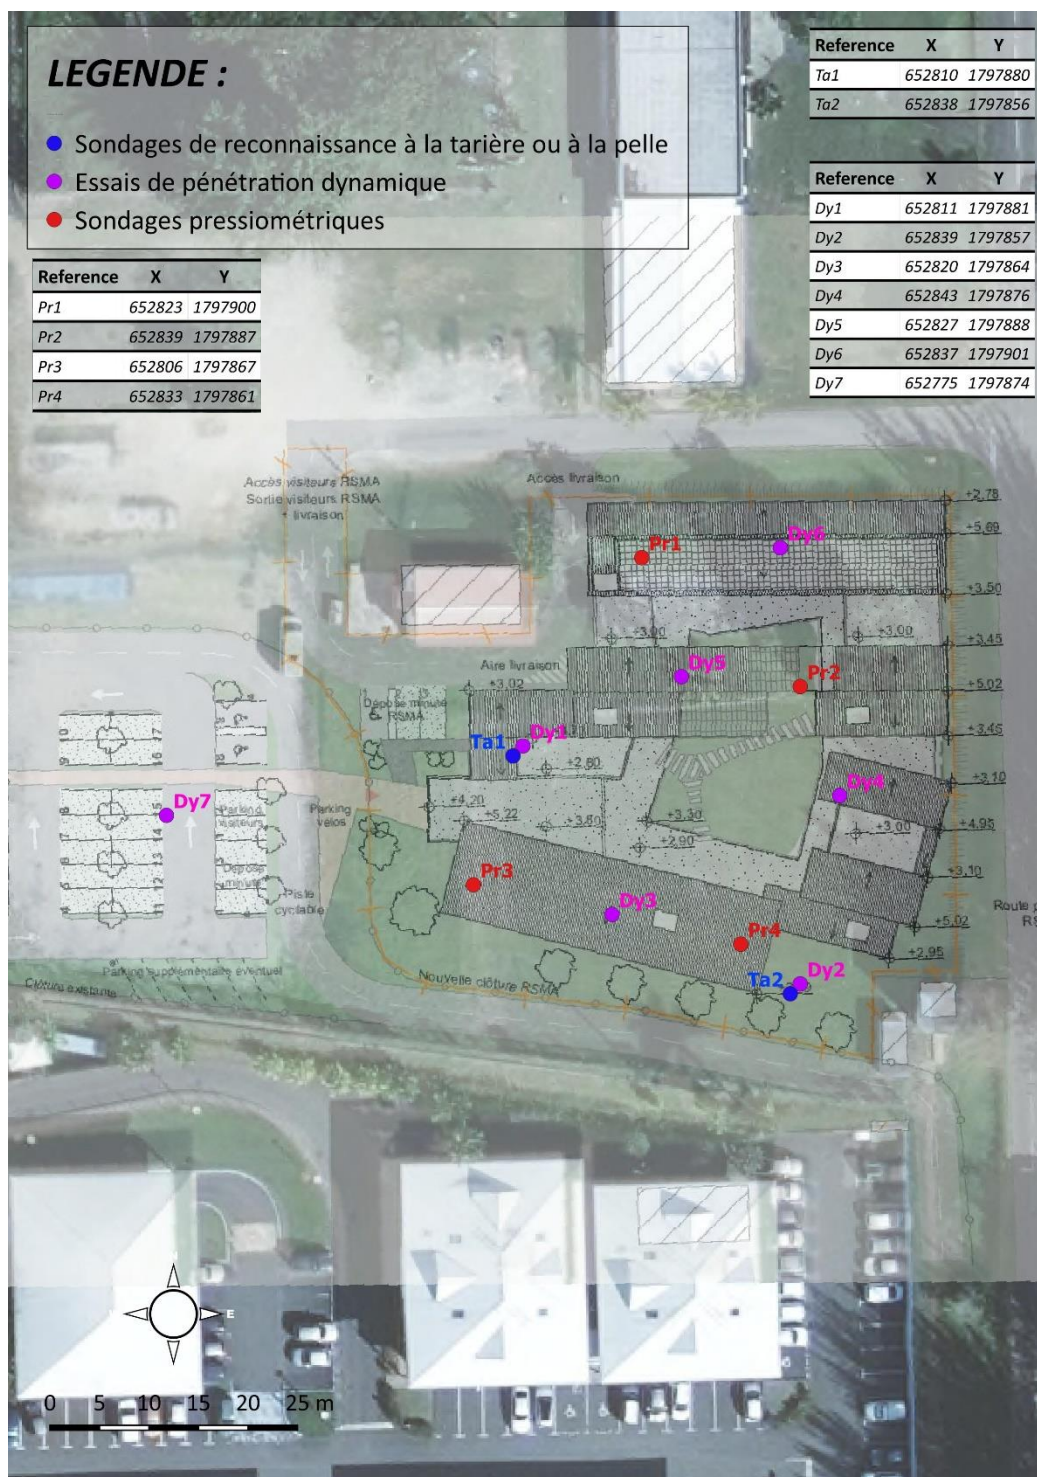 LEGENDE :
Sondages de reconnaissance à la tarière ou à la pelle
Essais de pénétration dynamique
Sondages pressiométriques
Reference X Y
Ta1 652810 1797880
Ta2 652838 1797856
Reference X Y
Dy1 652811 1797881
Dy2 652839 1797857
Dy3 652820 1797864
Dy4 652843 1797876
Dy5 652827 1797888
Dy6 652837 1797901
Dy7 652775 1797874
Reference X Y
Pr1 652823 1797900
Pr2 652839 1797887
Pr3 652806 1797867
Pr4 652833 1797861
Accès visiteurs RSMA
Sortie visiteurs RSMA
+ livraison
Accès livraison
+2.78
+5.69
Pr1
Dy6
+3.50
+3.00
+3.00
+3.45
Aire livraison
Dy5
Pr2
+5.02
+3.02
Dépose minute
RSMA
Ta1
Dy1
+3.45
+2.80
+3.10
Dy4
Dy7
Parking
visiteurs
Parking
vélos
+4.20
+5.22
+3.30
+3.00
+4.95
+2.90
Dépose
minute
Pr3
+3.10
Piste
cyclable
Dy3
Pr4
+5.02
Route
+2.95
Parking supplémentaire éventuel
Clôture existante
Nouvelle clôture RSMA
Ta2
Dy2
E
0 5 10 15 20 25 m